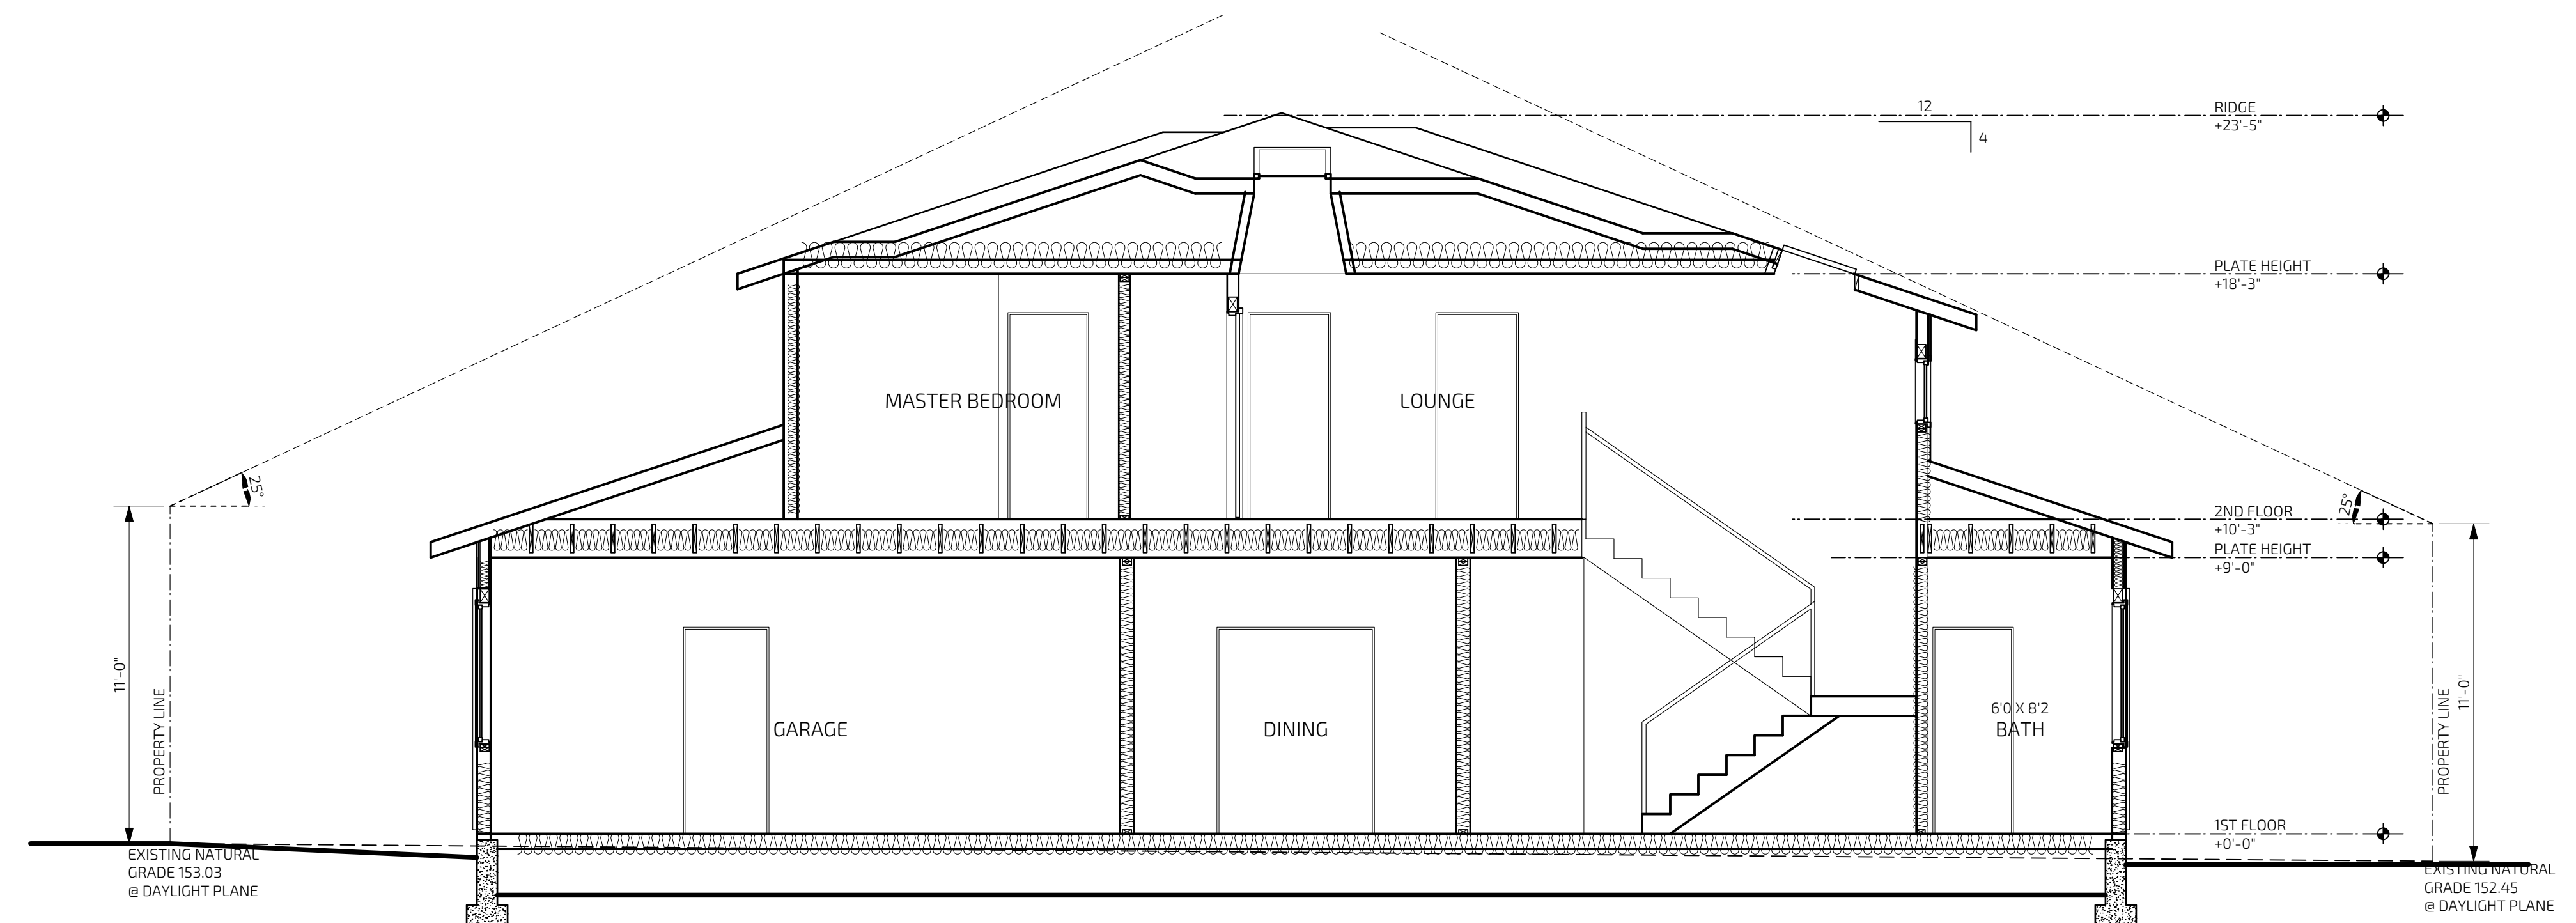 12
4
RIDGE
+23'-5"
PLATE HEIGHT
+18'-3"
MASTER BEDROOM
LOUNGE
25°
25°
2ND FLOOR
+10'-3"
PLATE HEIGHT
+9'-0"
11'-0"
PROPERTY LINE
GARAGE
DINING
6'0 X 8'2
BATH
PROPERTY LINE
11'-0"
1ST FLOOR
+0'-0"
EXISTING NATURAL
GRADE 153.03
@ DAYLIGHT PLANE
EXISTING NATURAL
GRADE 152.45
@ DAYLIGHT PLANE